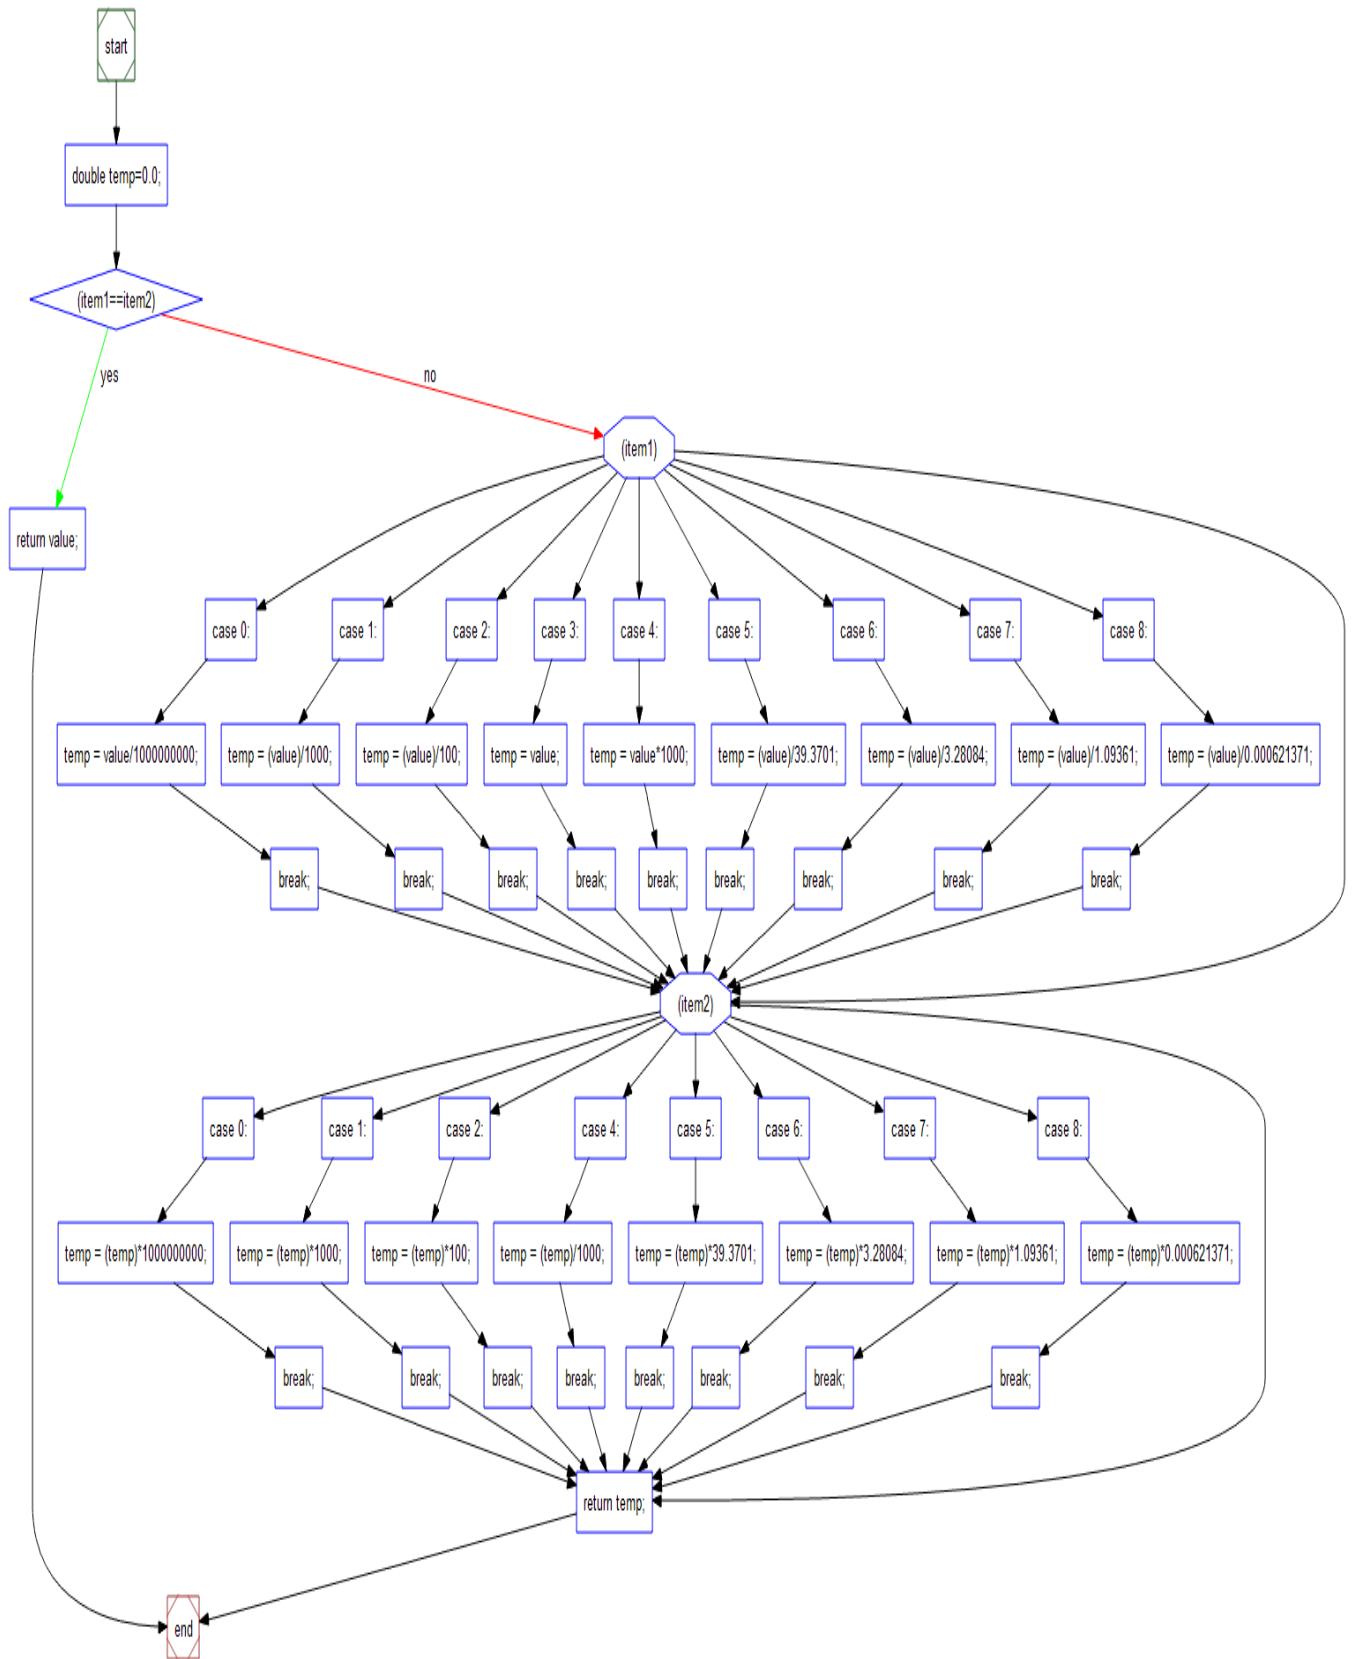 start
double temp=0.0;
(item1==item2)
yes
no
(item1)
return value;
case 0:
case 1:
case 2:
case 3:
case 4:
case 5:
case 6:
case 7:
case 8:
temp = value/1000000000;
temp = (value)/1000;
temp = (value)/100;
temp = value;
temp = value*1000;
temp = (value)/39.3701;
temp = (value)/3.28084;
temp = (value)/1.09361;
temp = (value)/0.000621371;
break;
break;
break;
break;
break;
break;
break;
break;
break;
(item2)
case 0:
case 1:
case 2:
case 4:
case 5:
case 6:
case 7:
case 8:
temp = (temp)*1000000000;
temp = (temp)*1000;
temp = (temp)*100;
temp = (temp)/1000;
temp = (temp)*39.3701;
temp = (temp)*3.28084;
temp = (temp)*1.09361;
temp = (temp)*0.000621371;
break;
break;
break;
break;
break;
break;
break;
break;
return temp;
end